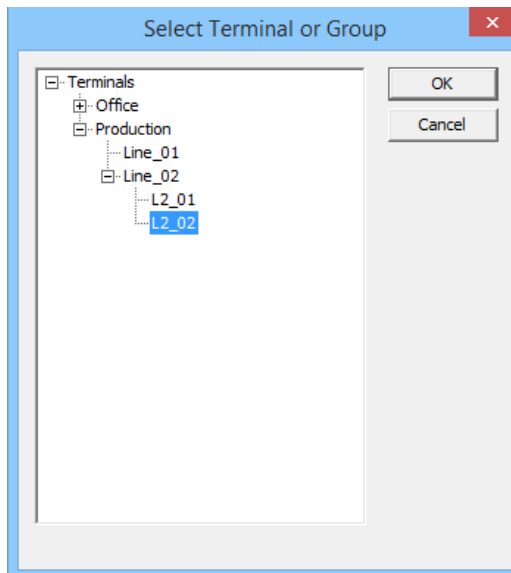 Select Terminal or Group
Terminals
Office
Production
Line_01
Line_02
L2_01
L2_02
OK
Cancel